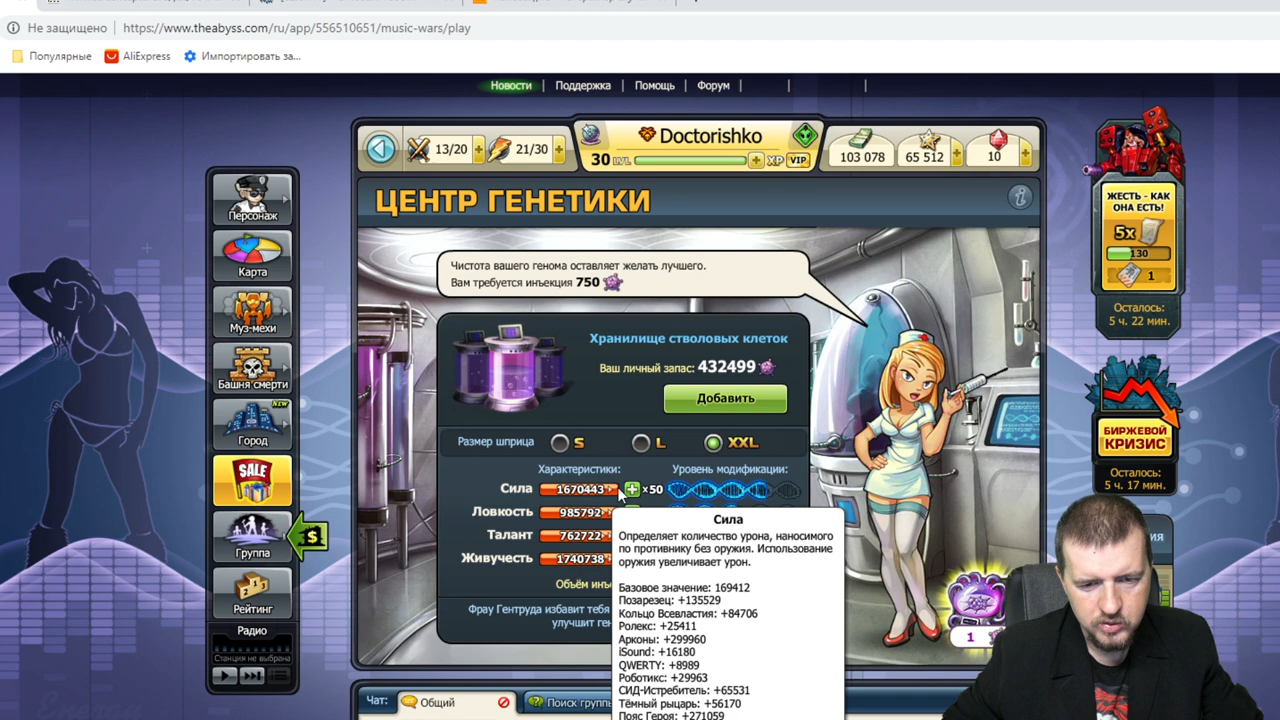 Не защищено
https://www.theabyss.com/ru/app/556510651/music-wars/play
Популярные
AliExpress
Импортировать за...
Новости
Поддержка
Помощь
Форум
13/20
21/30
Doctorishko
30 LVL
XP
VIP
103 078
65 512
10
ЦЕНТР ГЕНЕТИКИ
Персонаж
Карта
Муз-мехи
Башня смерти
NEW
Город
SALE
Группа
$
Рейтинг
Радио
Станция не выбрана
Чистота вашего генома оставляет желать лучшего.
Вам требуется инъекция 750
Хранилище стволовых клеток
Ваш личный запас: 432499
Добавить
Размер шприца
S
L
XXL
Характеристики:
Уровень модификации:
Сила
1670443
x50
Ловкость
985792
Талант
762722
Живучесть
1740738
Объём инъ
Фрау Гентруда избавит тебя
улучшит ген
Сила
Определяет количество урона, наносимого
по противнику без оружия. Использование
оружия увеличивает урон.
Базовое значение: 169412
Позарезец: +135529
Кольцо Всевластия: +84706
Ролекс: +25411
Арконы: +299960
iSound: +16180
QWERTY: +8989
Роботикс: +29963
СИД-Истребитель: +65531
Тёмный рыцарь: +56170
Пояс Героя: +271059
1
ЖЕСТЬ - КАК
ОНА ЕСТЬ!
5x
130
1
Осталось:
5 ч. 22 мин.
БИРЖЕВОЙ
КРИЗИС
Осталось:
5 ч. 17 мин.
Чат:
Общий
Поиск группы